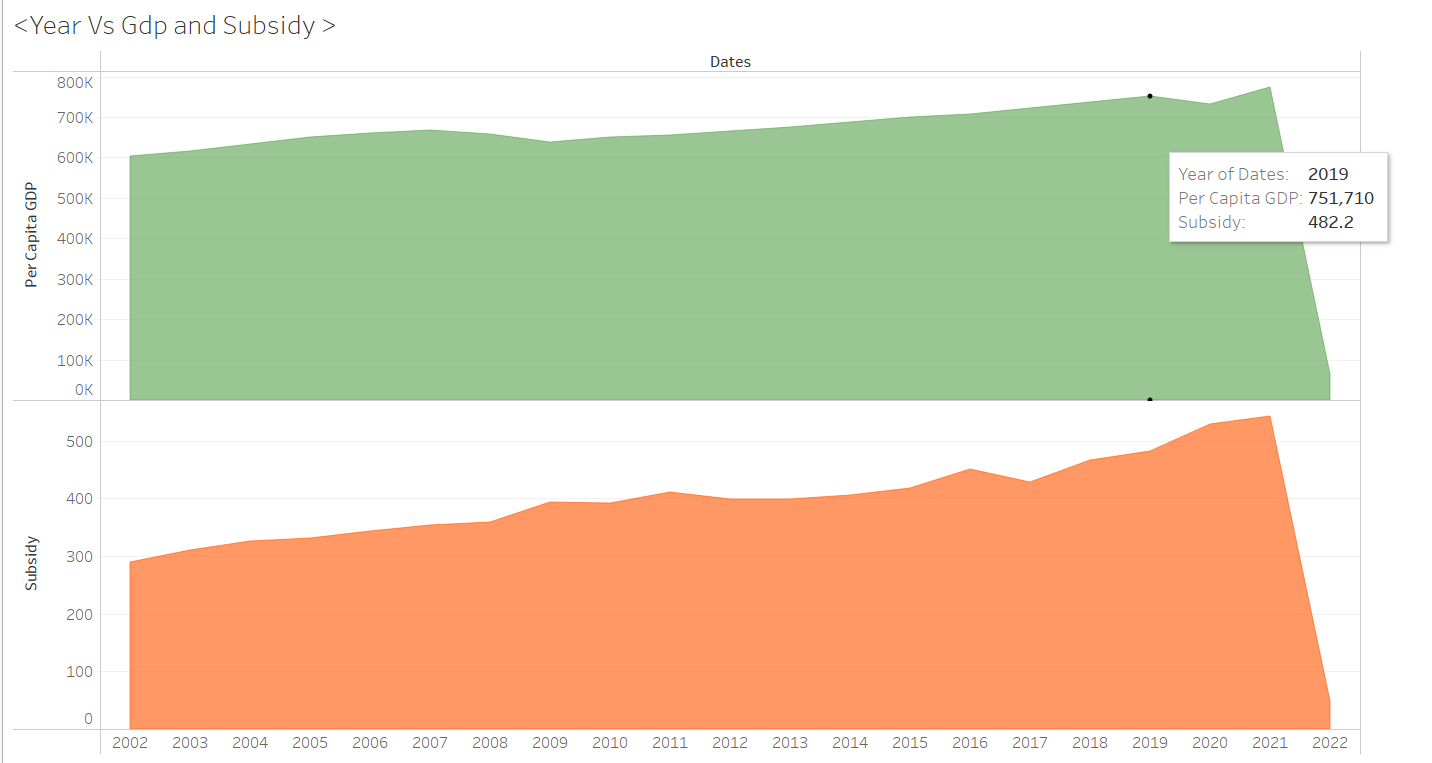 <Year Vs Gdp and Subsidy >
Dates
800K
700K
600K
500K
400K
300K
200K
100K
0K
Per Capita GDP
Year of Dates: 2019
Per Capita GDP: 751,710
Subsidy: 482.2
500
400
300
200
100
0
Subsidy
2002 2003 2004 2005 2006 2007 2008 2009 2010 2011 2012 2013 2014 2015 2016 2017 2018 2019 2020 2021 2022